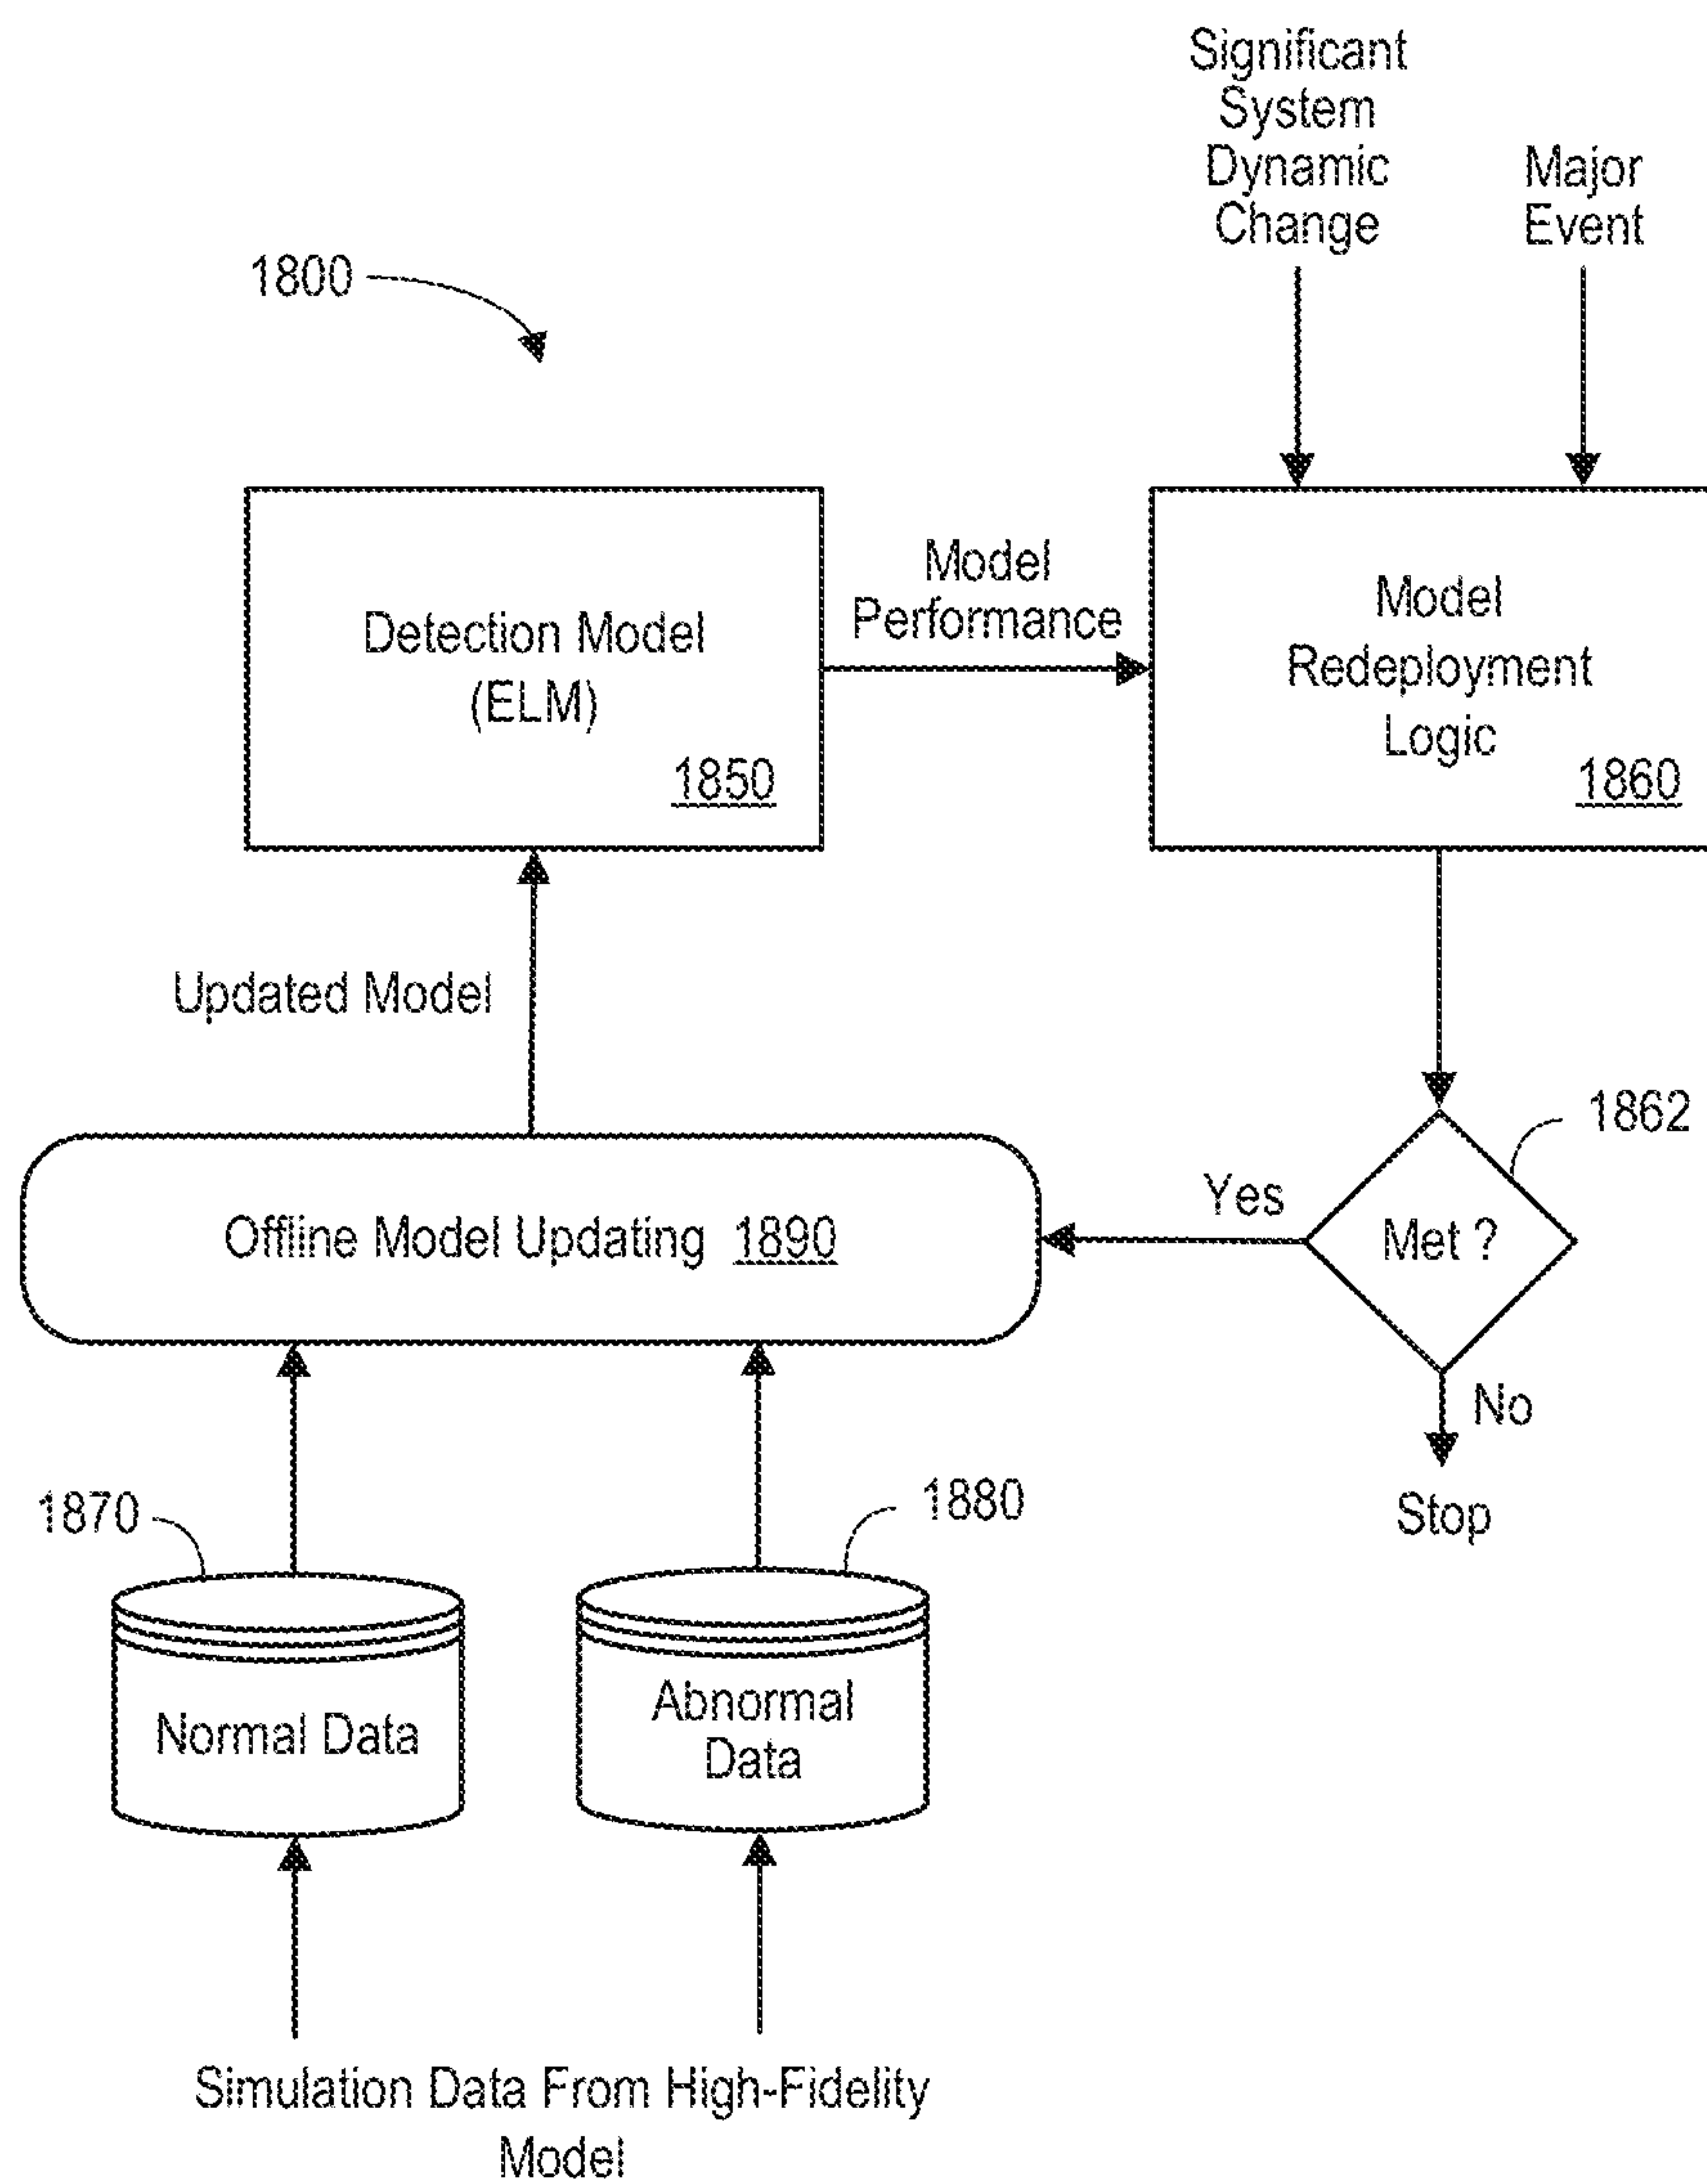 Significant
System
Dynamic
Change
Major
Event
1800
Detection Model
(ELM)
1850
Model
Performance
Model
Redeployment
Logic
1860
Updated Model
1862
Yes
Met ?
Offline Model Updating 1890
No
Stop
1870
1880
Normal Data
Abnormal
Data
Simulation Data From High-Fidelity
Model